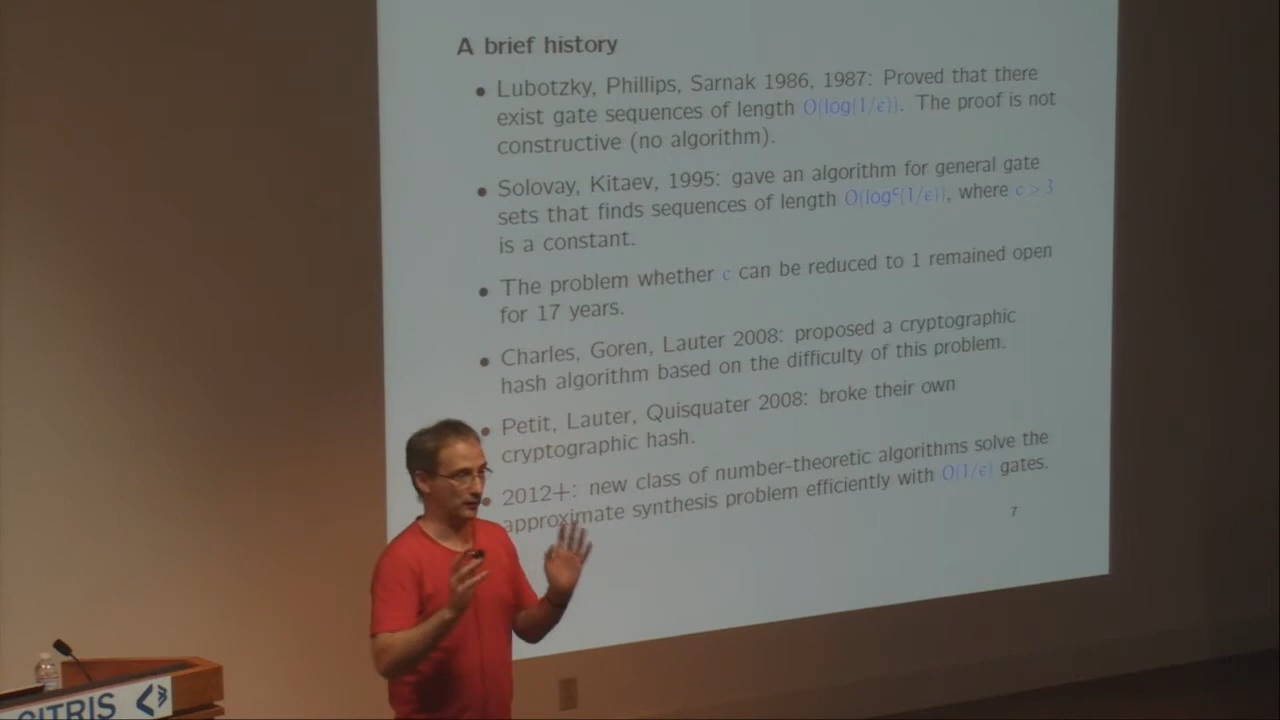 A brief history
• Lubotzky, Phillips, Sarnak 1986, 1987: Proved that there
exist gate sequences of length O(log(1/ϵ)). The proof is not
constructive (no algorithm).
• Solovay, Kitaev, 1995: gave an algorithm for general gate
sets that finds sequences of length O(logᶜ(1/ϵ)), where c > 3
is a constant.
• The problem whether c can be reduced to 1 remained open
for 17 years.
• Charles, Goren, Lauter 2008: proposed a cryptographic
hash algorithm based on the difficulty of this problem.
• Petit, Lauter, Quisquater 2008: broke their own
cryptographic hash.
• 2012+: new class of number-theoretic algorithms solve the
approximate synthesis problem efficiently with O(1/ϵ) gates.
7
CITRIS